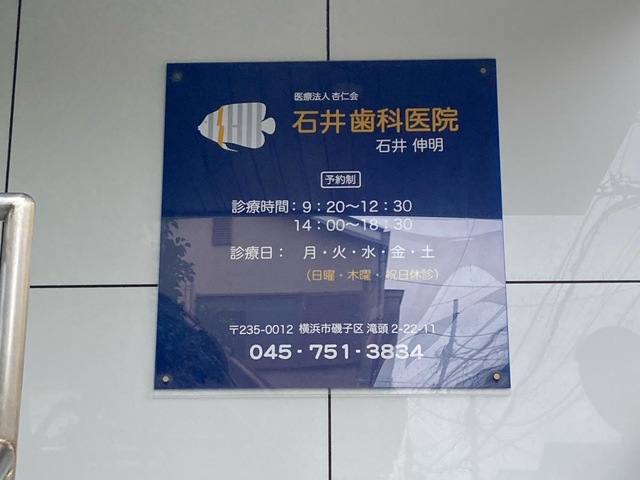 医療法人 杏仁会
石井歯科医院
石井 伸明
予約制
診療時間：9：20～12：30
14：00～18：30
診療日： 月・火・水・金・土
（日曜・木曜・祝日休診）
〒235-0012 横浜市磯子区滝頭 2-22-11
045-751-3834